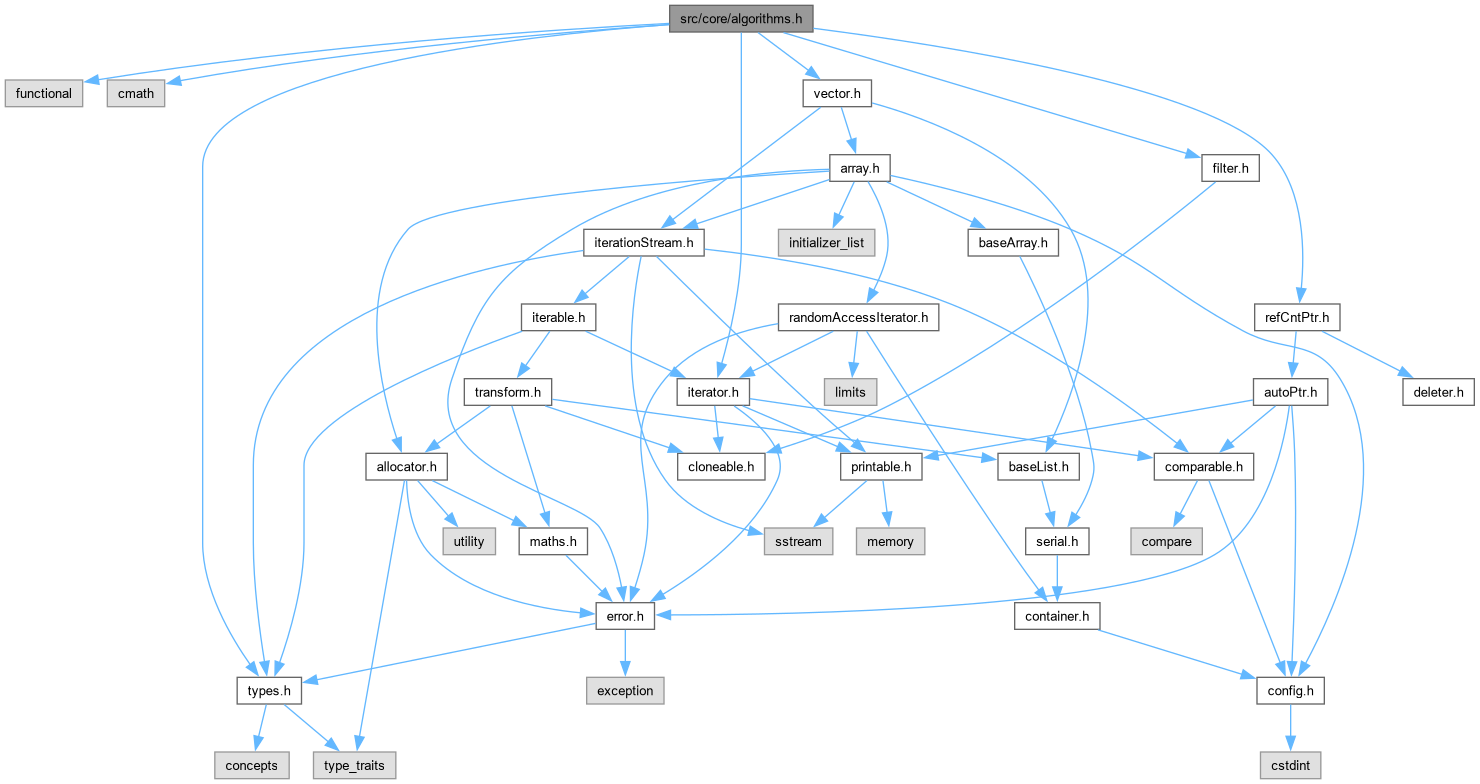 src/core/algorithms.h
functional
cmath
vector.h
array.h
filter.h
iterationStream.h
initializer_list
baseArray.h
iterable.h
randomAccessIterator.h
refCntPtr.h
transform.h
iterator.h
limits
autoPtr.h
deleter.h
allocator.h
cloneable.h
printable.h
baseList.h
comparable.h
utility
maths.h
sstream
memory
serial.h
compare
error.h
container.h
types.h
exception
config.h
concepts
type_traits
cstdint